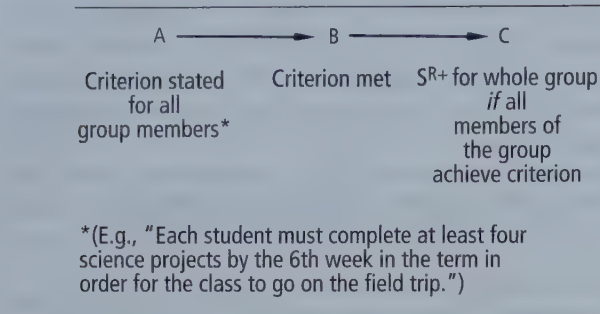 A B C
Criterion stated Criterion met SR+ for whole group
for all if all
group members* members of
the group
achieve criterion
*(E.g., "Each student must complete at least four
science projects by the 6th week in the term in
order for the class to go on the field trip.")